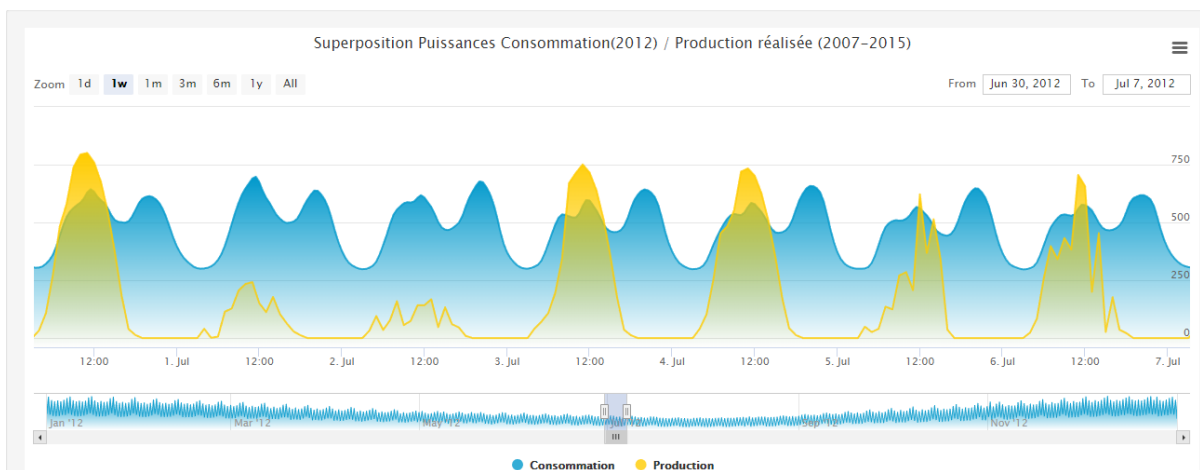 Superposition Puissances Consommation(2012) / Production réalisée (2007-2015)
Zoom 1d 1w 1m 3m 6m 1y All From Jun 30, 2012 To Jul 7, 2012
750
500
250
0
12:00 1. Jul 12:00 2. Jul 12:00 3. Jul 12:00 4. Jul 12:00 5. Jul 12:00 6. Jul 12:00 7. Jul
Jan '12 Mar '12 May '12 Sep '12 Nov '12
Consommation Production